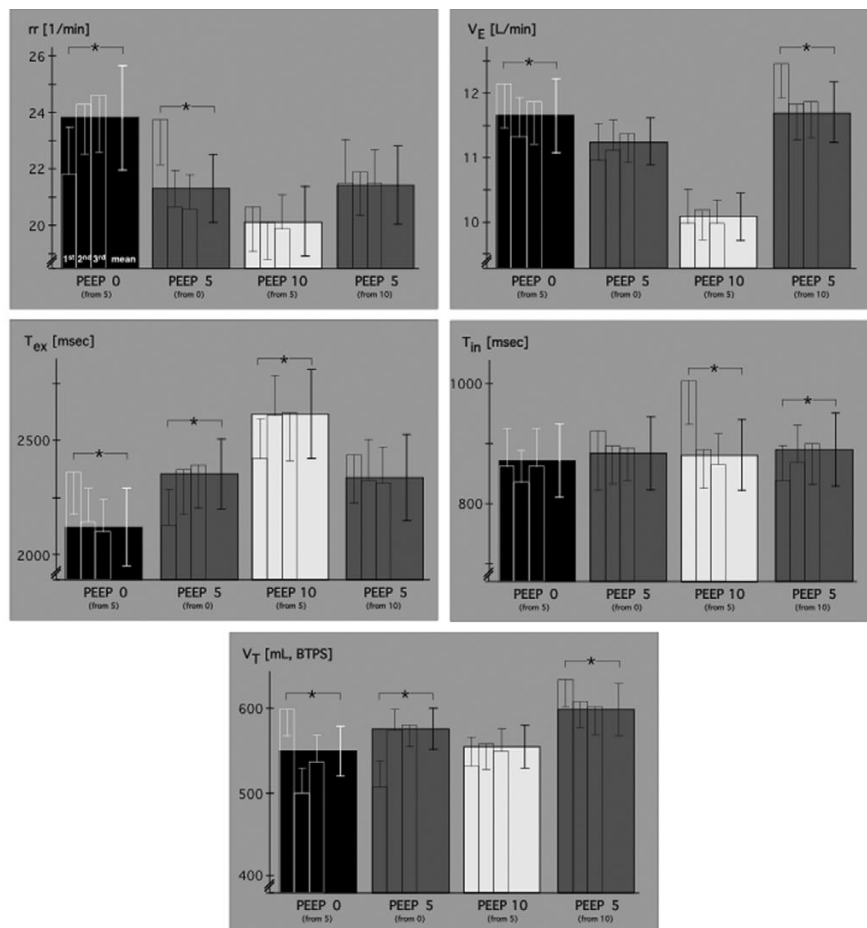 rr [1/min]
*
*
26
24
22
20
1st 2nd 3rd mean
PEEP 0 PEEP 5 PEEP 10 PEEP 5
(from 5) (from 0) (from 5) (from 10)
VE [L/min]
*
*
12
11
10
PEEP 0 PEEP 5 PEEP 10 PEEP 5
(from 5) (from 0) (from 5) (from 10)
Tex [msec]
*
*
*
2500
2000
PEEP 0 PEEP 5 PEEP 10 PEEP 5
(from 5) (from 0) (from 5) (from 10)
Tin [msec]
*
*
1000
800
PEEP 0 PEEP 5 PEEP 10 PEEP 5
(from 5) (from 0) (from 5) (from 10)
VT [mL, BTPS]
*
*
*
600
500
400
PEEP 0 PEEP 5 PEEP 10 PEEP 5
(from 5) (from 0) (from 5) (from 10)